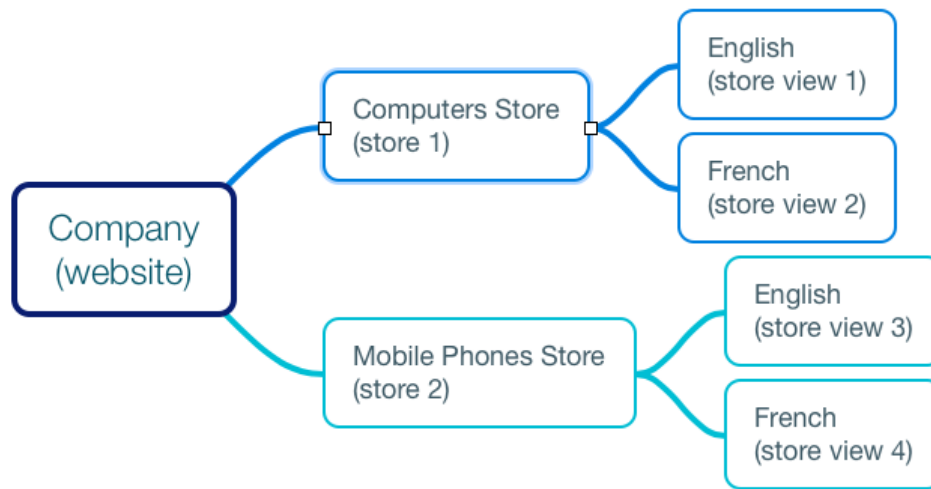 Company
(website)
Computers Store
(store 1)
English
(store view 1)
French
(store view 2)
Mobile Phones Store
(store 2)
English
(store view 3)
French
(store view 4)